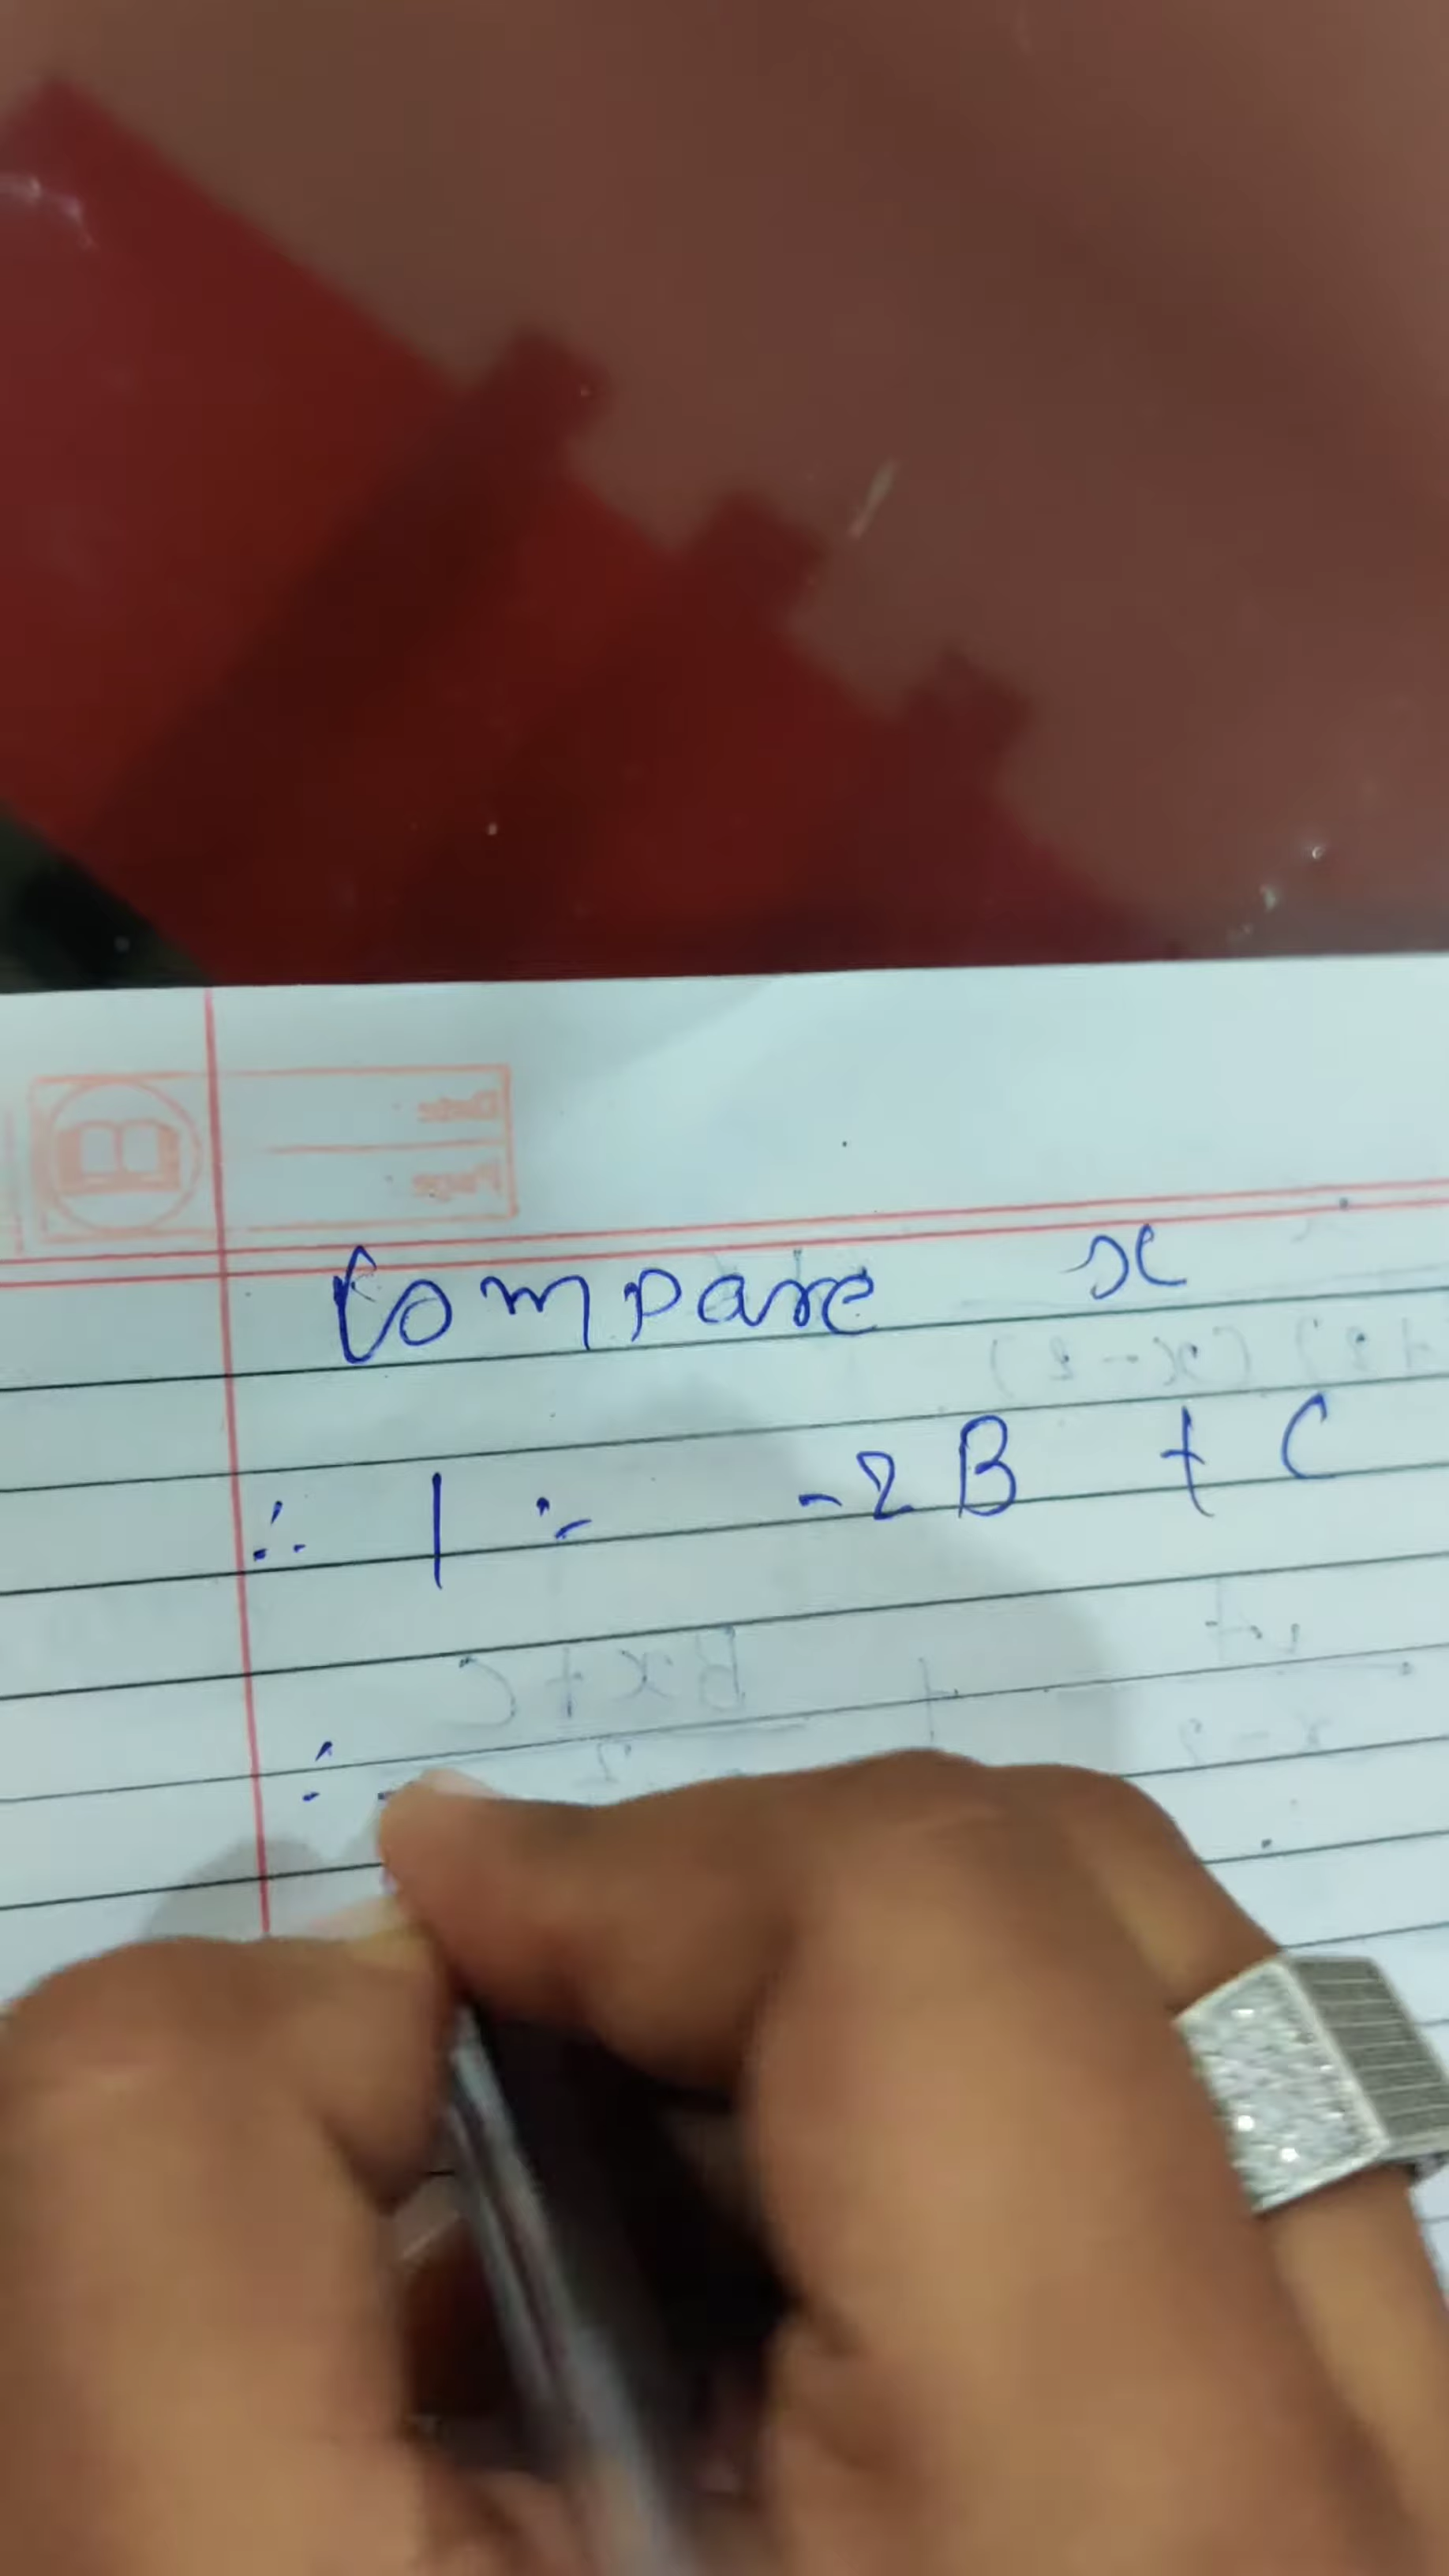 Compare x
∴ 1 = -2B + C
∴